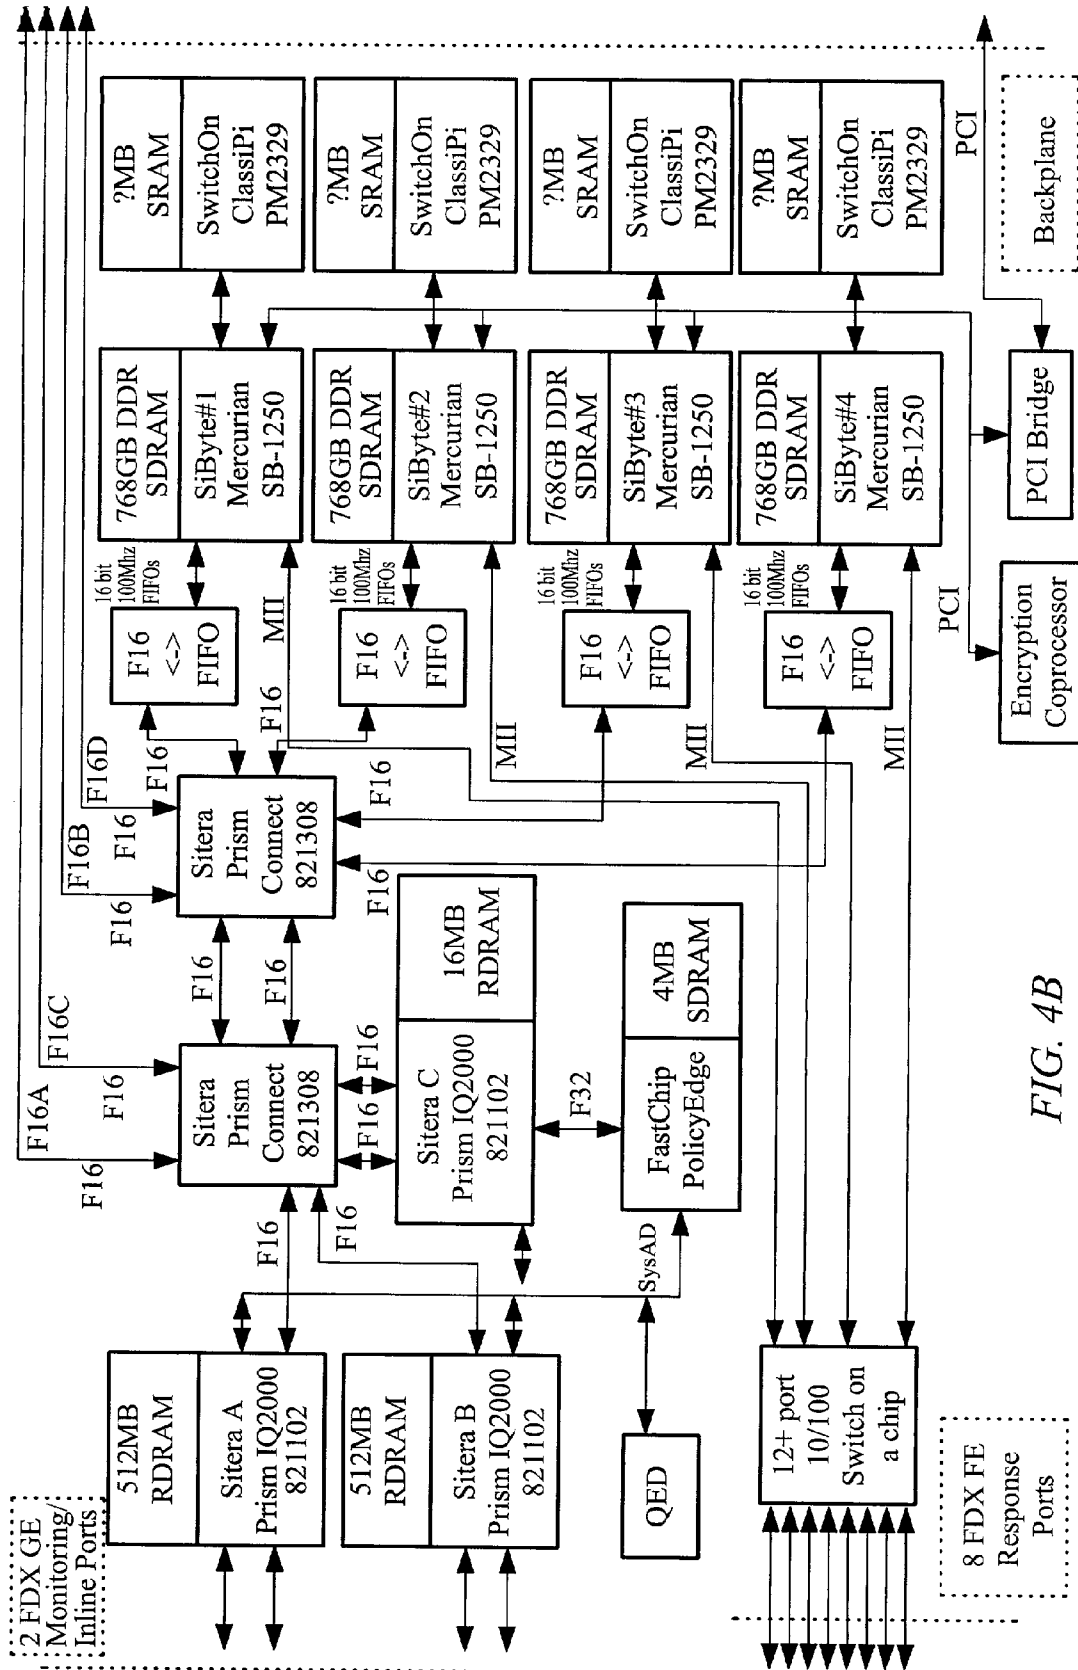 2 FDX GE
Monitoring/
Inline Ports
512MB
RDRAM
Sitera A
Prism IQ2000
821102
512MB
RDRAM
Sitera B
Prism IQ2000
821102
QED
12+ port
10/100
Switch on
a chip
8 FDX FE
Response
Ports
F16
F16
SysAD
F16A
F16
F16C
F16
Sitera
Prism
Connect
821308
F16
F16
Sitera C
Prism IQ2000
821102
16MB
RDRAM
F32
FastChip
PolicyEdge
4MB
SDRAM
F16
F16
F16B
F16
F16D
F16
Sitera
Prism
Connect
821308
F16
F16
F16
F16
F16
<->
FIFO
16 bit
100Mhz
FIFOs
MII
F16
<->
FIFO
16 bit
100Mhz
FIFOs
MII
F16
<->
FIFO
16 bit
100Mhz
FIFOs
MII
F16
<->
FIFO
16 bit
100Mhz
FIFOs
MII
768GB DDR
SDRAM
SiByte#1
Mercurian
SB-1250
768GB DDR
SDRAM
SiByte#2
Mercurian
SB-1250
768GB DDR
SDRAM
SiByte#3
Mercurian
SB-1250
768GB DDR
SDRAM
SiByte#4
Mercurian
SB-1250
?MB
SRAM
SwitchOn
ClassiPi
PM2329
?MB
SRAM
SwitchOn
ClassiPi
PM2329
?MB
SRAM
SwitchOn
ClassiPi
PM2329
?MB
SRAM
SwitchOn
ClassiPi
PM2329
PCI
Encryption
Coprocessor
PCI Bridge
PCI
Backplane
FIG. 4B